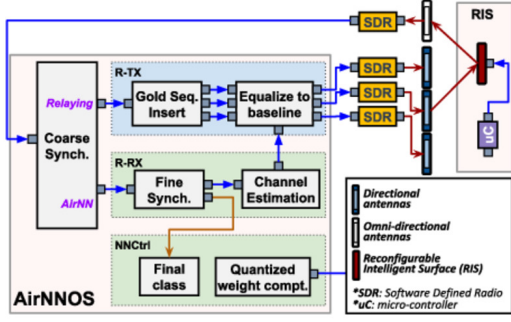 SDR
RIS
R-TX
Relaying
Gold Seq.
Insert
Equalize to
baseline
SDR
SDR
SDR
uC
Coarse
Synch.
AirNN
R-RX
Fine
Synch.
Channel
Estimation
NNCtrl
Final
class
Quantized
weight compt.
AirNNOS
Directional
antennas
Omni-directional
antennas
Reconfigurable
Intelligent Surface (RIS)
*SDR: Software Defined Radio
*uC: micro-controller